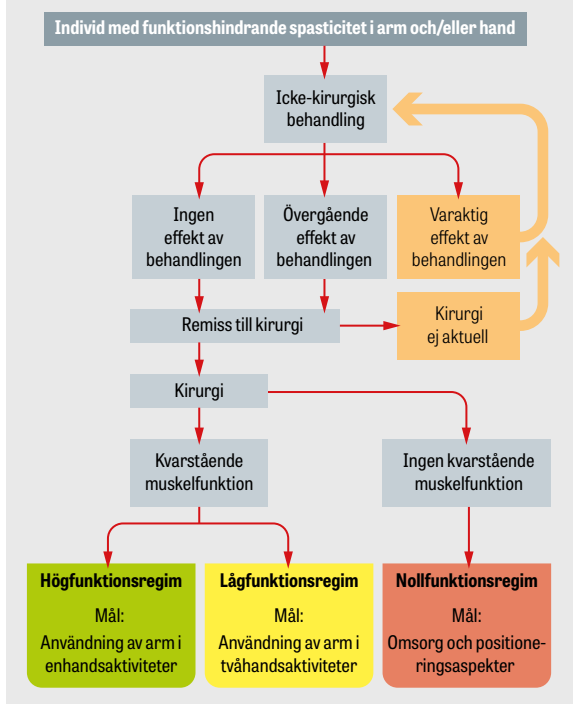 Individ med funktionshindrande spasticitet i arm och/eller hand
Icke-kirurgisk
behandling
Ingen
effekt av
behandlingen
Övergående
effekt av
behandlingen
Varaktig
effekt av
behandlingen
Remiss till kirurgi
Kirurgi
ej aktuell
Kirurgi
Kvarstående
muskelfunktion
Ingen kvarstående
muskelfunktion
Högfunktionsregim
Mål:
Användning av arm i
enhandsaktiviteter
Lågfunktionsregim
Mål:
Användning av arm i
tvåhandsaktiviteter
Nollfunktionsregim
Mål:
Omsorg och positione-
ringsaspekter